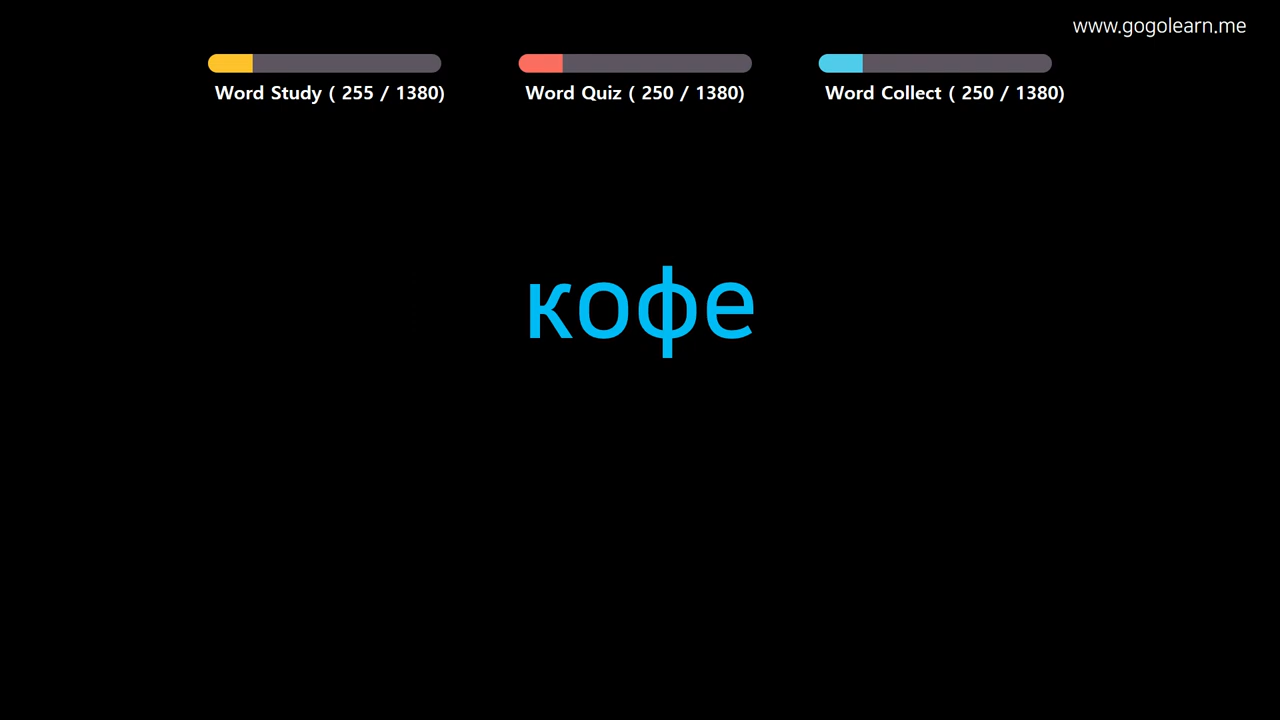 www.gogolearn.me
Word Study ( 255 / 1380)
Word Quiz ( 250 / 1380)
Word Collect ( 250 / 1380)
кофе